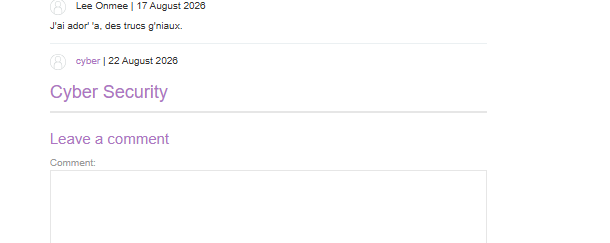 Lee Onmee | 17 August 2026
J'ai ador' 'a, des trucs g'niaux.
cyber | 22 August 2026
Cyber Security
Leave a comment
Comment: